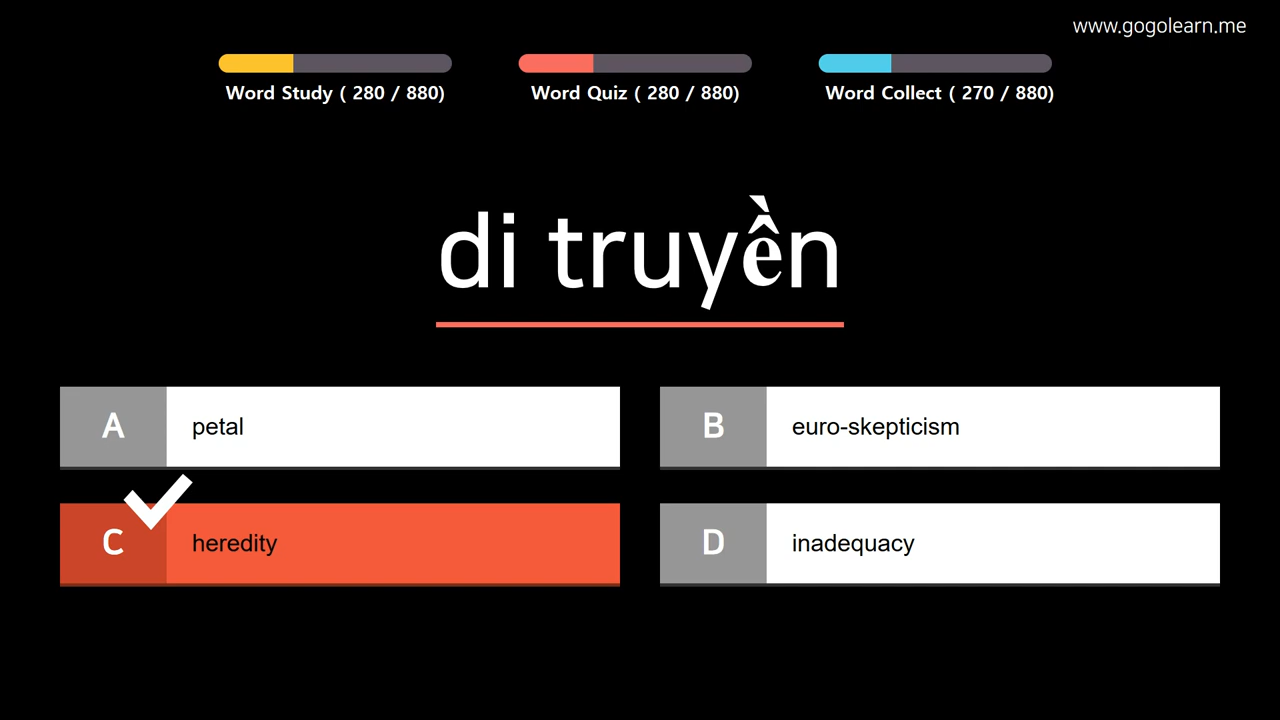 www.gogolearn.me
Word Study ( 280 / 880)
Word Quiz ( 280 / 880)
Word Collect ( 270 / 880)
di truyền
A petal
B euro-skepticism
C heredity
D inadequacy